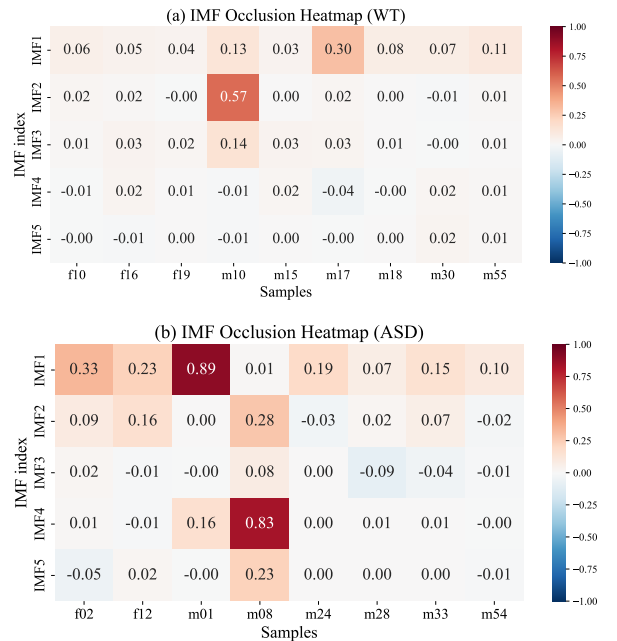 (a) IMF Occlusion Heatmap (WT)
IMF index
IMF1 0.06 0.05 0.04 0.13 0.03 0.30 0.08 0.07 0.11
IMF2 0.02 0.02 -0.00 0.57 0.00 0.02 0.00 -0.01 0.01
IMF3 0.01 0.03 0.02 0.14 0.03 0.03 0.01 -0.00 0.01
IMF4 -0.01 0.02 0.01 -0.01 0.02 -0.04 -0.00 0.02 0.01
IMF5 -0.00 -0.01 0.00 -0.01 0.00 -0.00 0.00 0.02 0.01
f10 f16 f19 m10 m15 m17 m18 m30 m55
Samples
1.00
0.75
0.50
0.25
0.00
−0.25
−0.50
−0.75
−1.00
(b) IMF Occlusion Heatmap (ASD)
IMF index
IMF1 0.33 0.23 0.89 0.01 0.19 0.07 0.15 0.10
IMF2 0.09 0.16 0.00 0.28 -0.03 0.02 0.07 -0.02
IMF3 0.02 -0.01 -0.00 0.08 0.00 -0.09 -0.04 -0.01
IMF4 0.01 -0.01 0.16 0.83 0.00 0.01 0.01 -0.00
IMF5 -0.05 0.02 -0.00 0.23 0.00 0.00 0.00 -0.01
f02 f12 m01 m08 m24 m28 m33 m54
Samples
1.00
0.75
0.50
0.25
0.00
−0.25
−0.50
−0.75
−1.00